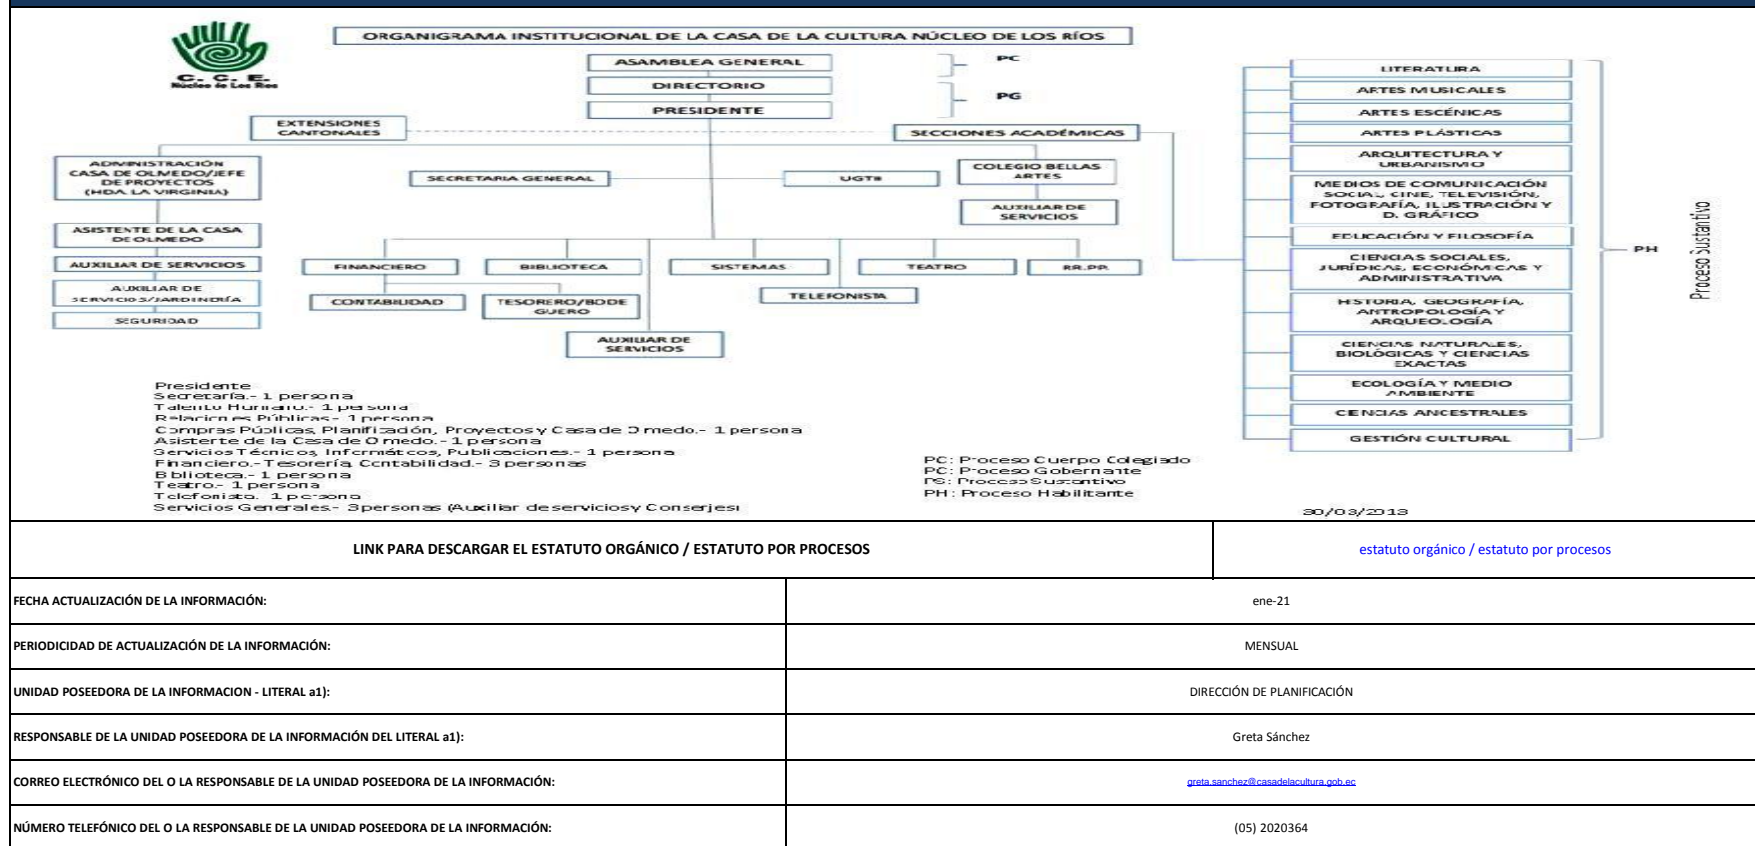 ORGANIGRAMA INSTITUCIONAL DE LA CASA DE LA CULTURA NÚCLEO DE LOS RÍOS
C. C. E.
Núcleo de Los Rios
ASAMBLEA GENERAL
PC
DIRECTORIO
PG
PRESIDENTE
EXTENSIONES
CANTONALES
SECCIONES ACADÉMICAS
ADMINISTRACIÓN
CASA DE OLMEDO/JEFE
DE PROYECTOS
(HDA. LA VIRGINIA)
SECRETARIA GENERAL
UGTH
COLEGIO BELLAS
ARTES
AUXILIAR DE
SERVICIOS
ASISTENTE DE LA CASA
DE OLMEDO
AUXILIAR DE SERVICIOS
AUXILIAR DE
SERVICIOS/JARDINERÍA
SEGURIDAD
FINANCIERO
BIBLIOTECA
SISTEMAS
TEATRO
RR.PP.
CONTABILIDAD
TESORERO/BODE
GUERO
TELEFONISTA
AUXILIAR DE
SERVICIOS
LITERATURA
ARTES MUSICALES
ARTES ESCÉNICAS
ARTES PLÁSTICAS
ARQUITECTURA Y
URBANISMO
MEDIOS DE COMUNICACIÓN
SOCIAL, CINE, TELEVISIÓN,
FOTOGRAFÍA, ILUSTRACIÓN Y
D. GRÁFICO
EDUCACIÓN Y FILOSOFÍA
CIENCIAS SOCIALES,
JURÍDICAS, ECONÓMICAS Y
ADMINISTRATIVA
HISTORIA, GEOGRAFÍA,
ANTROPOLOGÍA Y
ARQUEOLOGÍA
CIENCIAS NATURALES,
BIOLÓGICAS Y CIENCIAS
EXACTAS
ECOLOGÍA Y MEDIO
AMBIENTE
CIENCIAS ANCESTRALES
GESTIÓN CULTURAL
PH
Proceso Sustantivo
Presidente
Secretaría.- 1 persona
Talento Humano.- 1 persona
Relaciones Públicas.- 1 persona
Compras Públicas, Planificación, Proyectos y Casa de Olmedo.- 1 persona
Asistente de la Casa de Olmedo.- 1 persona
Servicios Técnicos, Informáticos, Publicaciones.- 1 persona
Financiero.- Tesorería, Contabilidad.- 3 personas
Biblioteca.- 1 persona
Teatro.- 1 persona
Telefonista.- 1 persona
Servicios Generales.- 3 personas (Auxiliar de servicios y Conserjes)
PC: Proceso Cuerpo Colegiado
PC: Proceso Gobernante
PS: Proceso Sustantivo
PH: Proceso Habilitante
30/03/2013
LINK PARA DESCARGAR EL ESTATUTO ORGÁNICO / ESTATUTO POR PROCESOS
estatuto orgánico / estatuto por procesos
FECHA ACTUALIZACIÓN DE LA INFORMACIÓN:
ene-21
PERIODICIDAD DE ACTUALIZACIÓN DE LA INFORMACIÓN:
MENSUAL
UNIDAD POSEEDORA DE LA INFORMACION - LITERAL a1):
DIRECCIÓN DE PLANIFICACIÓN
RESPONSABLE DE LA UNIDAD POSEEDORA DE LA INFORMACIÓN DEL LITERAL a1):
Greta Sánchez
CORREO ELECTRÓNICO DEL O LA RESPONSABLE DE LA UNIDAD POSEEDORA DE LA INFORMACIÓN:
greta.sanchez@casadelacultura.gob.ec
NÚMERO TELEFÓNICO DEL O LA RESPONSABLE DE LA UNIDAD POSEEDORA DE LA INFORMACIÓN:
(05) 2020364